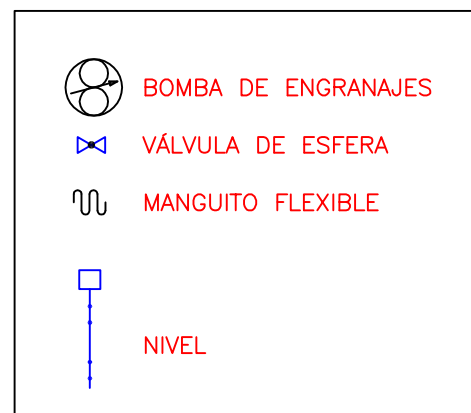 BOMBA DE ENGRANAJES
VÁLVULA DE ESFERA
MANGUITO FLEXIBLE
NIVEL